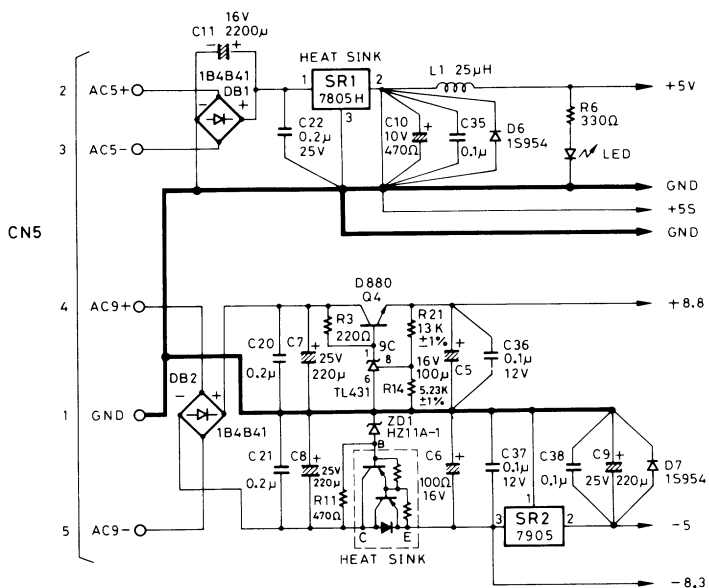 16V
C11 2200μ
- +
HEAT SINK
2 AC5+
1B4B41
DB1
- +
1 SR1 2
7805H
3
L1 25μH
+5V
C22
0.2μ
25V
C10 +
10V
470Ω
C35
0.1μ
D6
1S954
R6
330Ω
LED
3 AC5-
GND
+5S
GND
CN5
4 AC9+
D880
Q4
+8.8
R3
220Ω
R21
13K
±1%
C20
0.2μ
C7
+
25V
220μ
9C
1 8
6
TL431
16V
100μ
+
C5
C36
0.1μ
12V
R14
5.23K
±1%
DB2
- +
1B4B41
1 GND
ZD1
HZ11A-1
B
C21
0.2μ
C8
+
25V
220μ
R11
470Ω
C6 +
100Ω
16V
C37
0.1μ
12V
C38
0.1μ
C9 +
25V 220μ
D7
1S954
1
3 SR2 2
7905
5 AC9-
C E
HEAT SINK
-5
-8.3